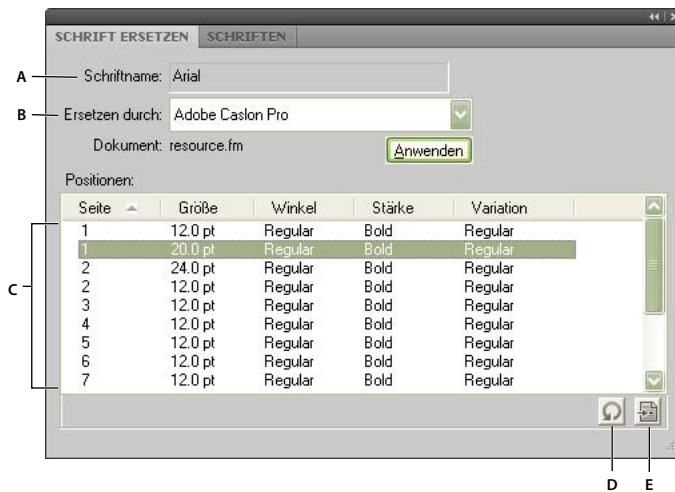 SCHRIFT ERSETZEN SCHRIFTEN
A Schriftname: Arial
B Ersetzen durch: Adobe Caslon Pro
Dokument: resource.fm Anwenden
Positionen:
Seite Größe Winkel Stärke Variation
1 12.0 pt Regular Bold Regular
1 20.0 pt Regular Bold Regular
2 24.0 pt Regular Bold Regular
C 2 12.0 pt Regular Bold Regular
3 12.0 pt Regular Bold Regular
4 12.0 pt Regular Bold Regular
5 12.0 pt Regular Bold Regular
6 12.0 pt Regular Bold Regular
7 12.0 pt Regular Bold Regular
D E